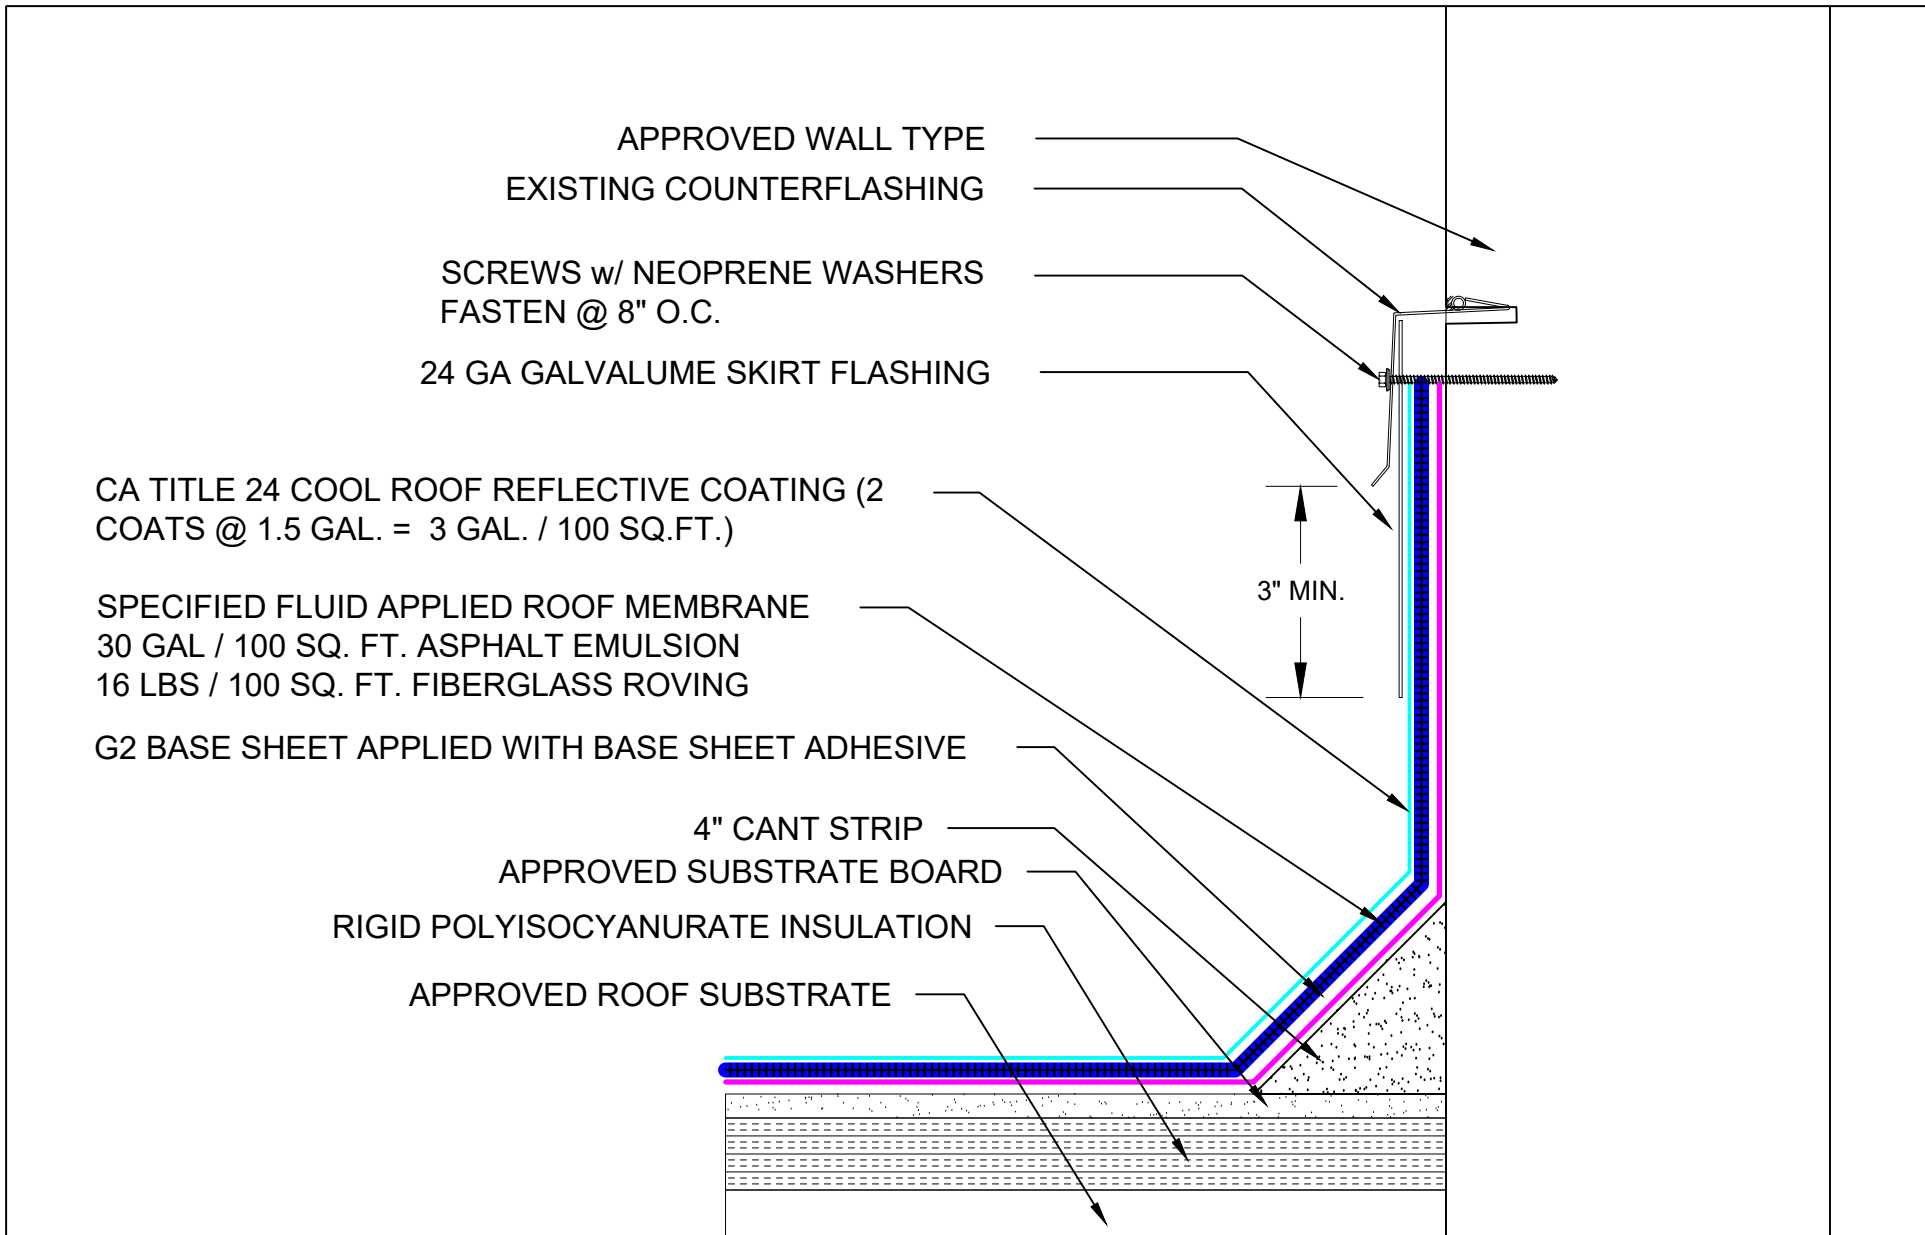 APPROVED WALL TYPE
EXISTING COUNTERFLASHING
SCREWS w/ NEOPRENE WASHERS
FASTEN @ 8" O.C.
24 GA GALVALUME SKIRT FLASHING
CA TITLE 24 COOL ROOF REFLECTIVE COATING (2
COATS @ 1.5 GAL. = 3 GAL. / 100 SQ.FT.)
3" MIN.
SPECIFIED FLUID APPLIED ROOF MEMBRANE
30 GAL / 100 SQ. FT. ASPHALT EMULSION
16 LBS / 100 SQ. FT. FIBERGLASS ROVING
G2 BASE SHEET APPLIED WITH BASE SHEET ADHESIVE
4" CANT STRIP
APPROVED SUBSTRATE BOARD
RIGID POLYISOCYANURATE INSULATION
APPROVED ROOF SUBSTRATE